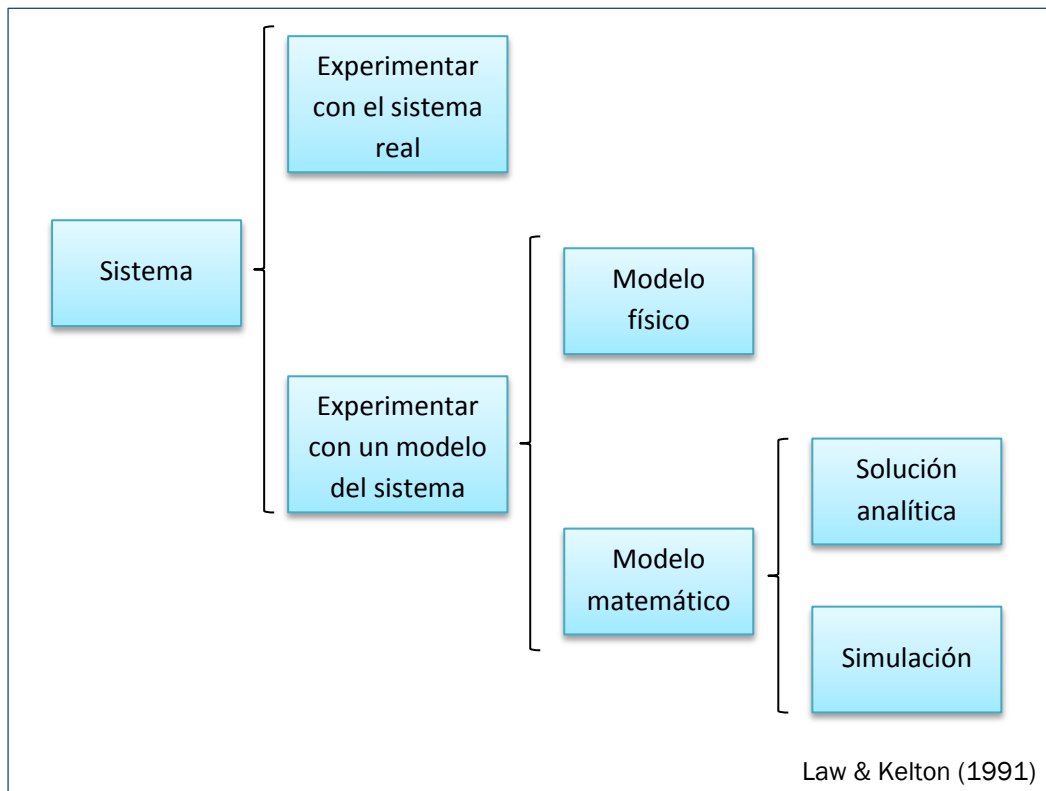 Experimentar
con el sistema
real
Sistema
Modelo
físico
Experimentar
con un modelo
del sistema
Solución
analítica
Modelo
matemático
Simulación
Law & Kelton (1991)